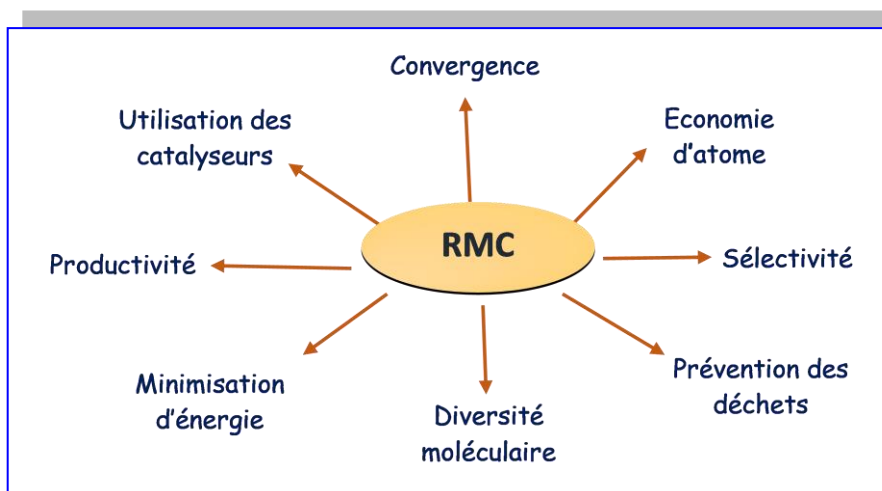 Convergence
Utilisation des
catalyseurs
Economie
d'atome
RMC
Productivité
Sélectivité
Minimisation
d'énergie
Diversité
moléculaire
Prévention des
déchets